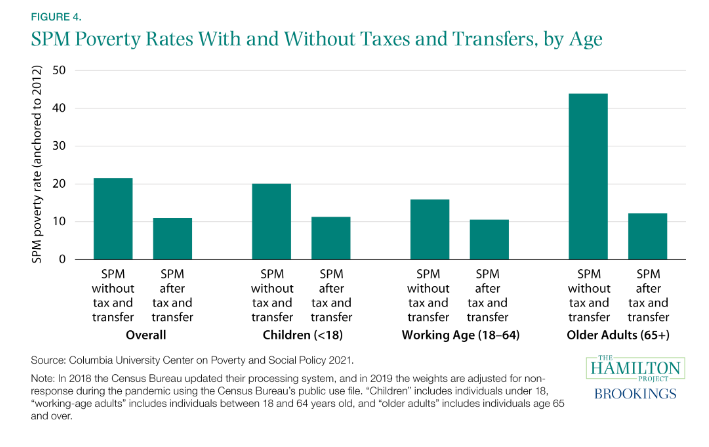 FIGURE 4.
SPM Poverty Rates With and Without Taxes and Transfers, by Age
SPM poverty rate (anchored to 2012)
50
40
30
20
10
0
SPM without tax and transfer
SPM after tax and transfer
SPM without tax and transfer
SPM after tax and transfer
SPM without tax and transfer
SPM after tax and transfer
SPM without tax and transfer
SPM after tax and transfer
Overall
Children (<18)
Working Age (18–64)
Older Adults (65+)
Source: Columbia University Center on Poverty and Social Policy 2021.
Note: In 2018 the Census Bureau updated their processing system, and in 2019 the weights are adjusted for non-
response during the pandemic using the Census Bureau's public use file. “Children” includes individuals under 18,
“working-age adults” includes individuals between 18 and 64 years old, and “older adults” includes individuals age 65
and over.
THE
HAMILTON
PROJECT
BROOKINGS